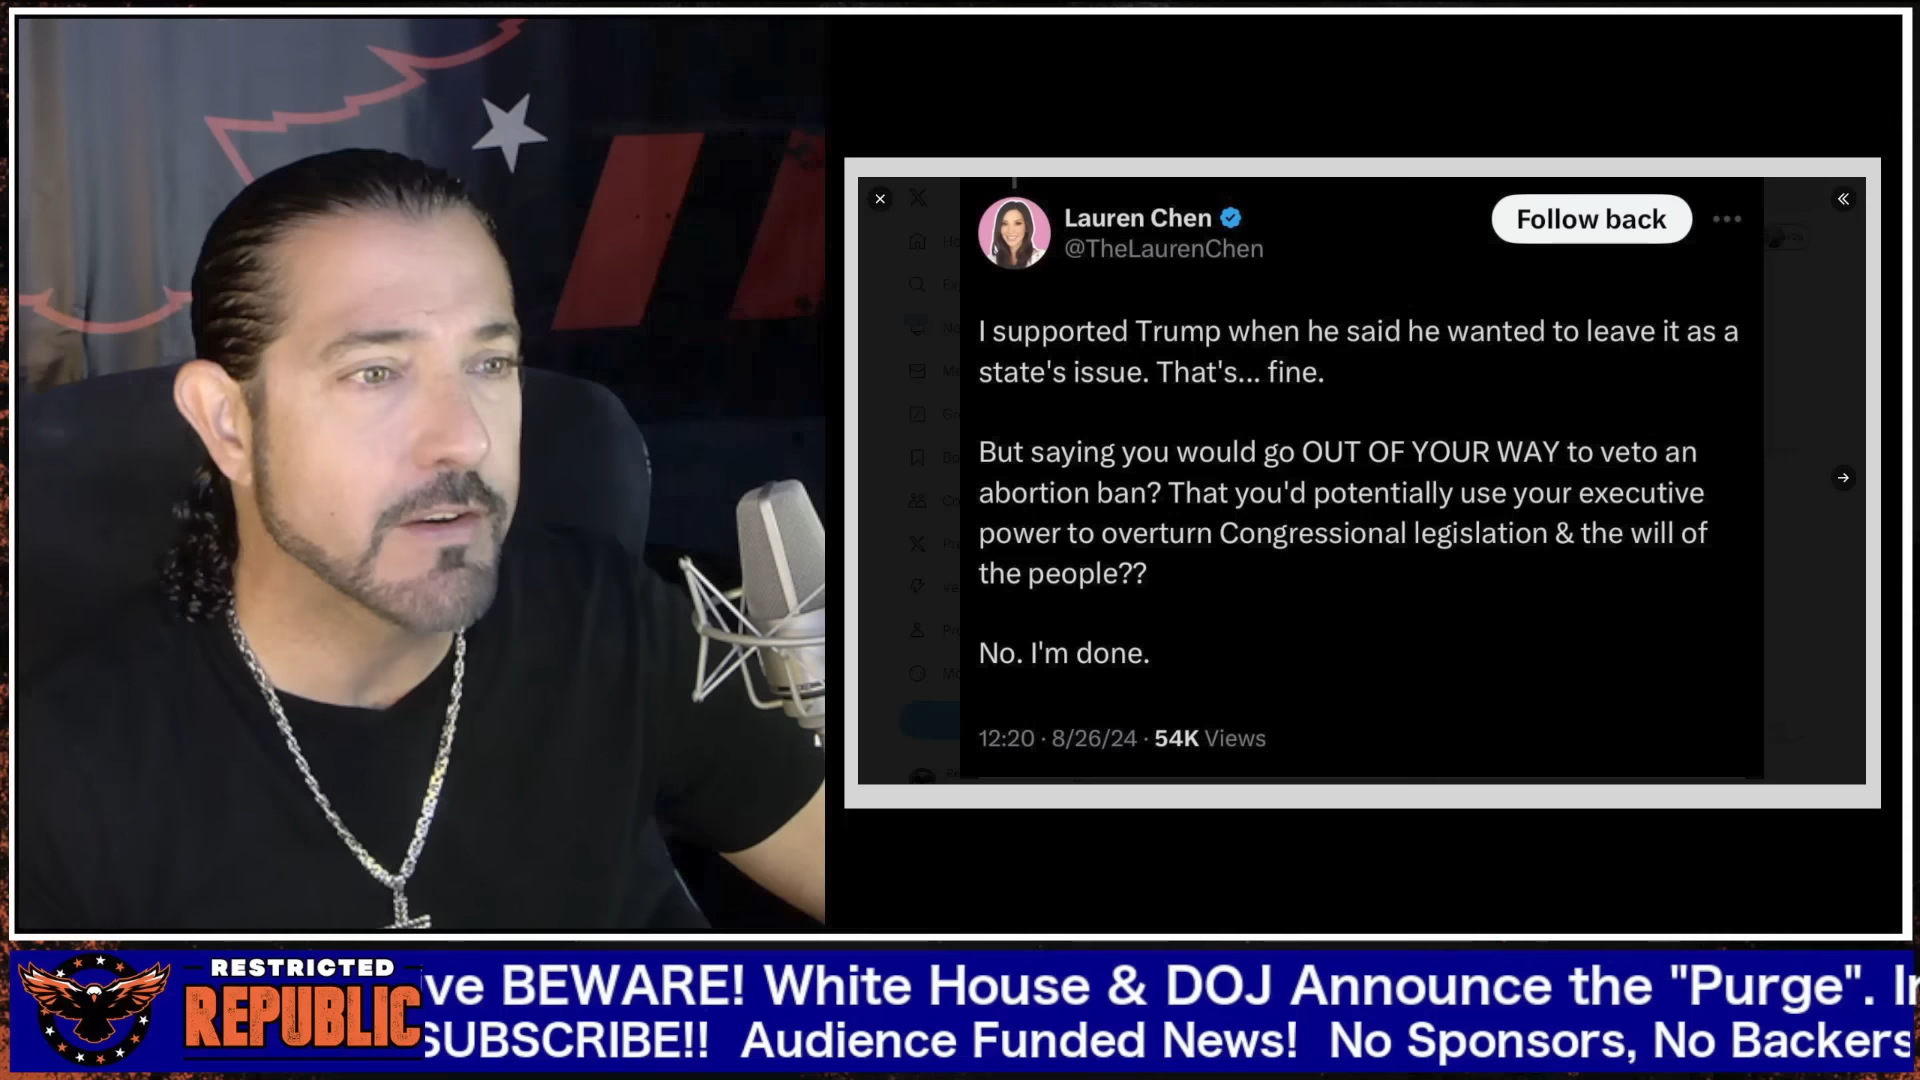 Lauren Chen
@TheLaurenChen
Follow back
I supported Trump when he said he wanted to leave it as a
state's issue. That's... fine.
But saying you would go OUT OF YOUR WAY to veto an
abortion ban? That you'd potentially use your executive
power to overturn Congressional legislation & the will of
the people??
No. I'm done.
12:20 · 8/26/24 · 54K Views
RESTRICTED
REPUBLIC
ve BEWARE! White House & DOJ Announce the "Purge". I
SUBSCRIBE!! Audience Funded News! No Sponsors, No Backers